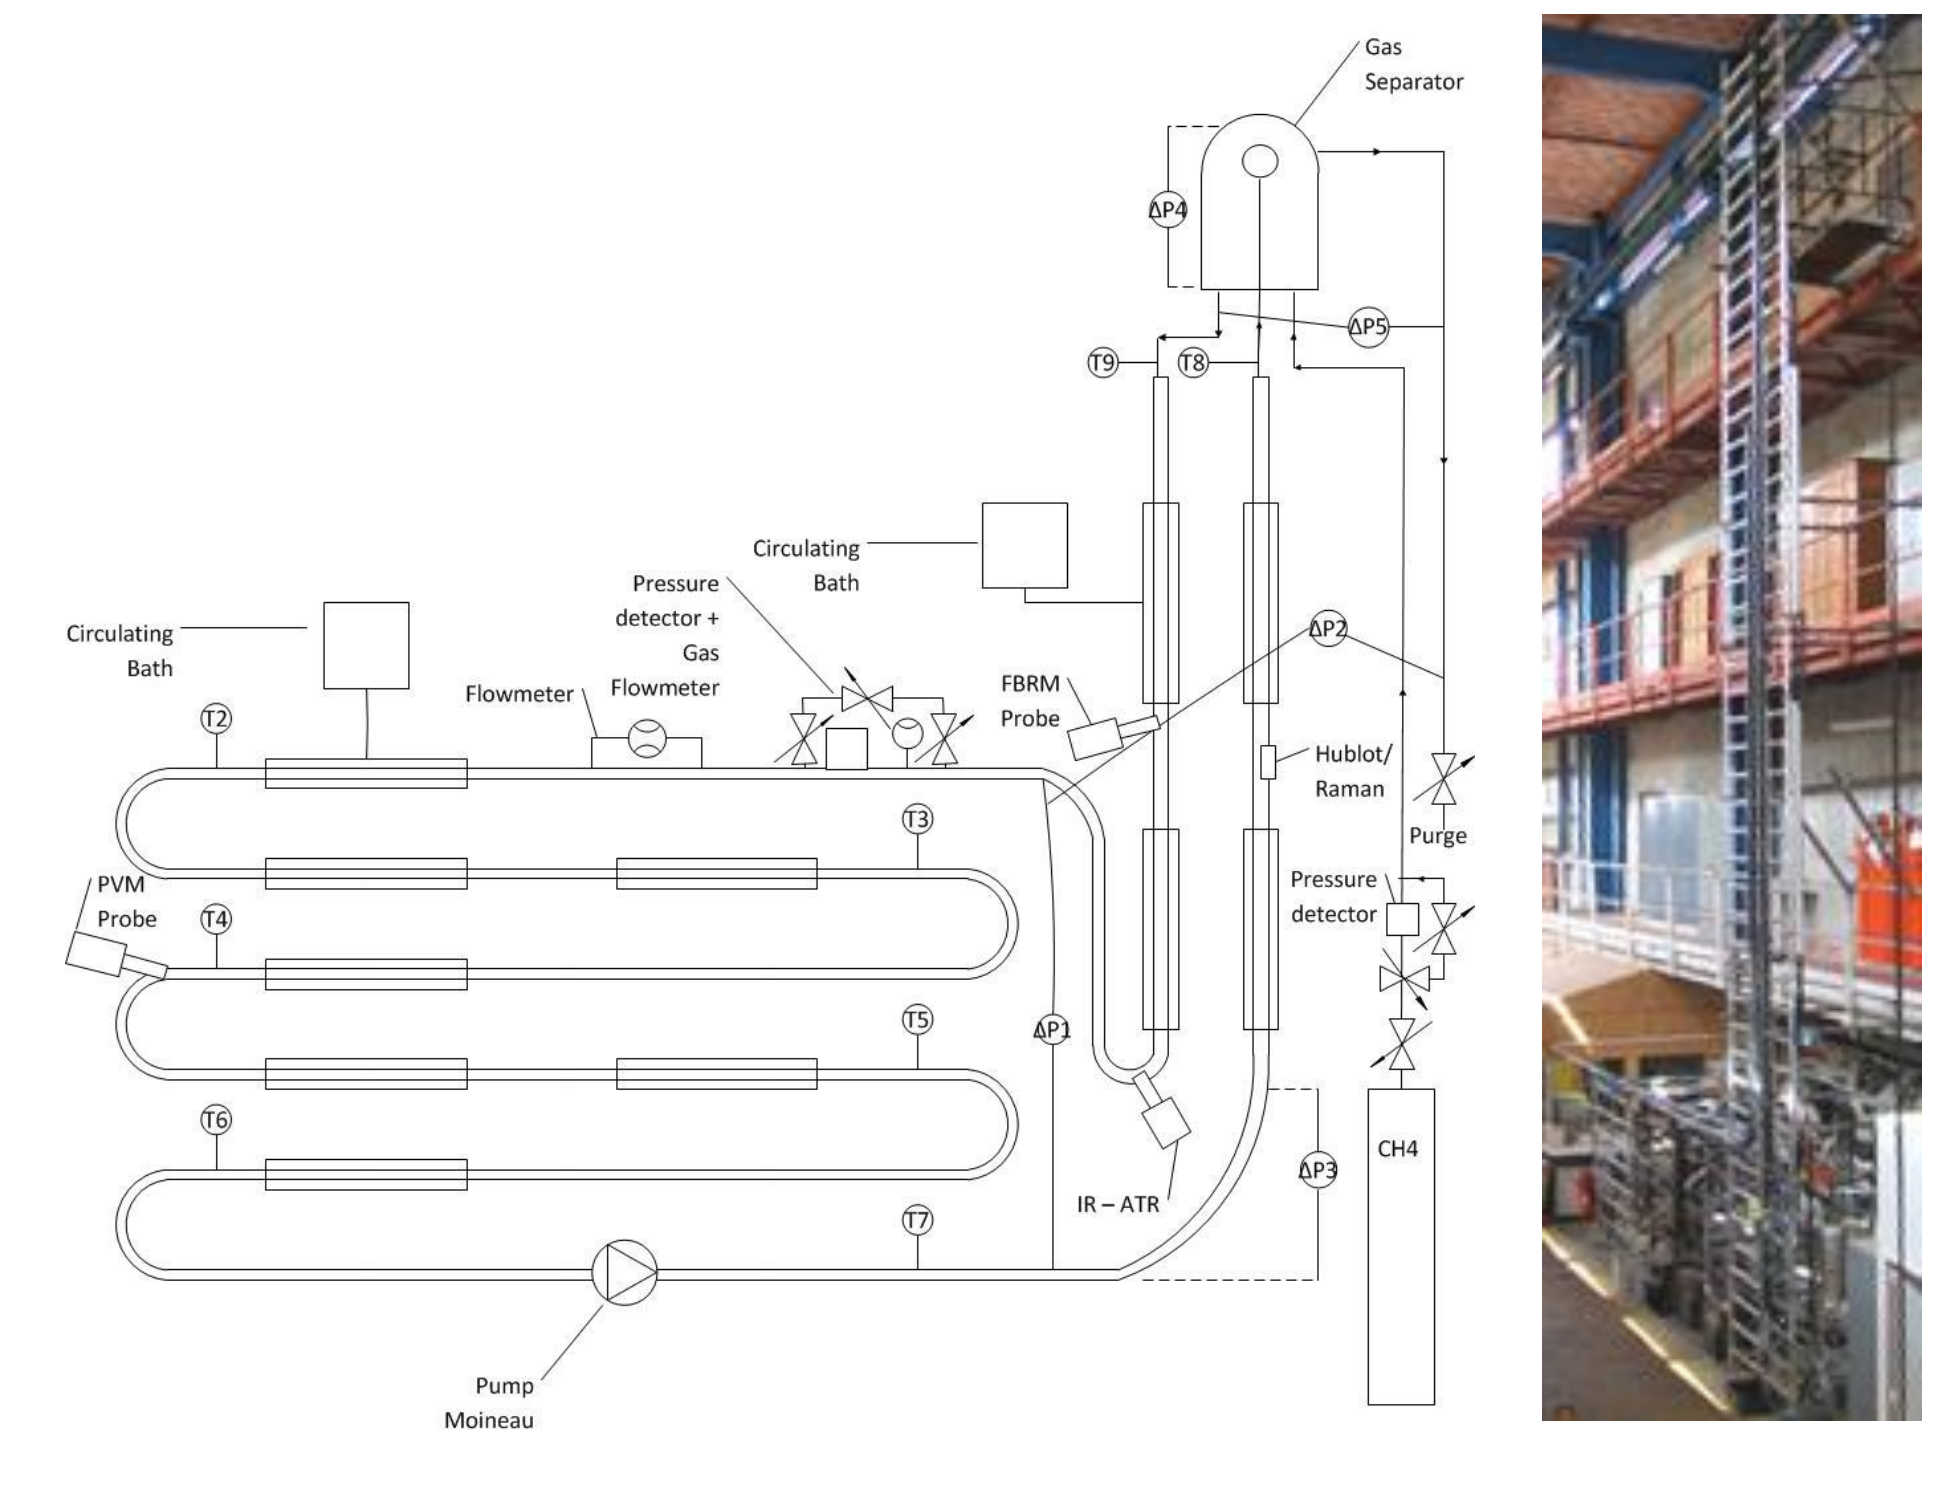 Gas
Separator
ΔP4
ΔP5
T9
T8
Circulating
Bath
Pressure
detector +
Gas
Flowmeter
Circulating
Bath
ΔP2
Flowmeter
FBRM
Probe
T2
Hublot/
Raman
T3
Purge
PVM
Probe
Pressure
detector
T4
T5
ΔP1
T6
CH4
ΔP3
IR – ATR
T7
Pump
Moineau